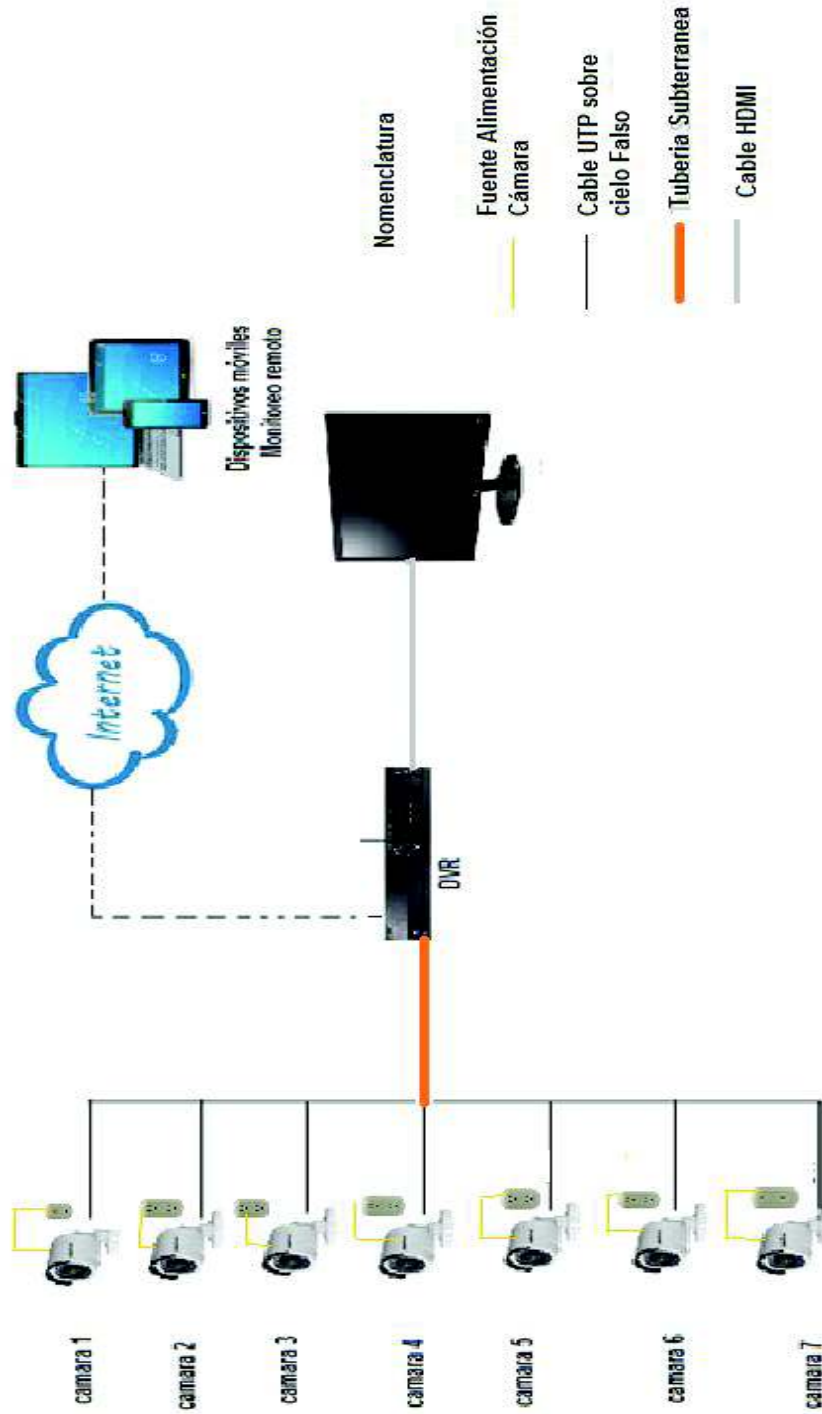 camara 1
camara 2
camara 3
camara 4
camara 5
camara 6
camara 7
DVRt
Internet
Dispositivos móviles
Monitoreo remoto
Nomenclatura
Fuente Alimentación
Cámara
Cable UTP sobre
cielo Falso
Tuberia Subterranea
Cable HDMI